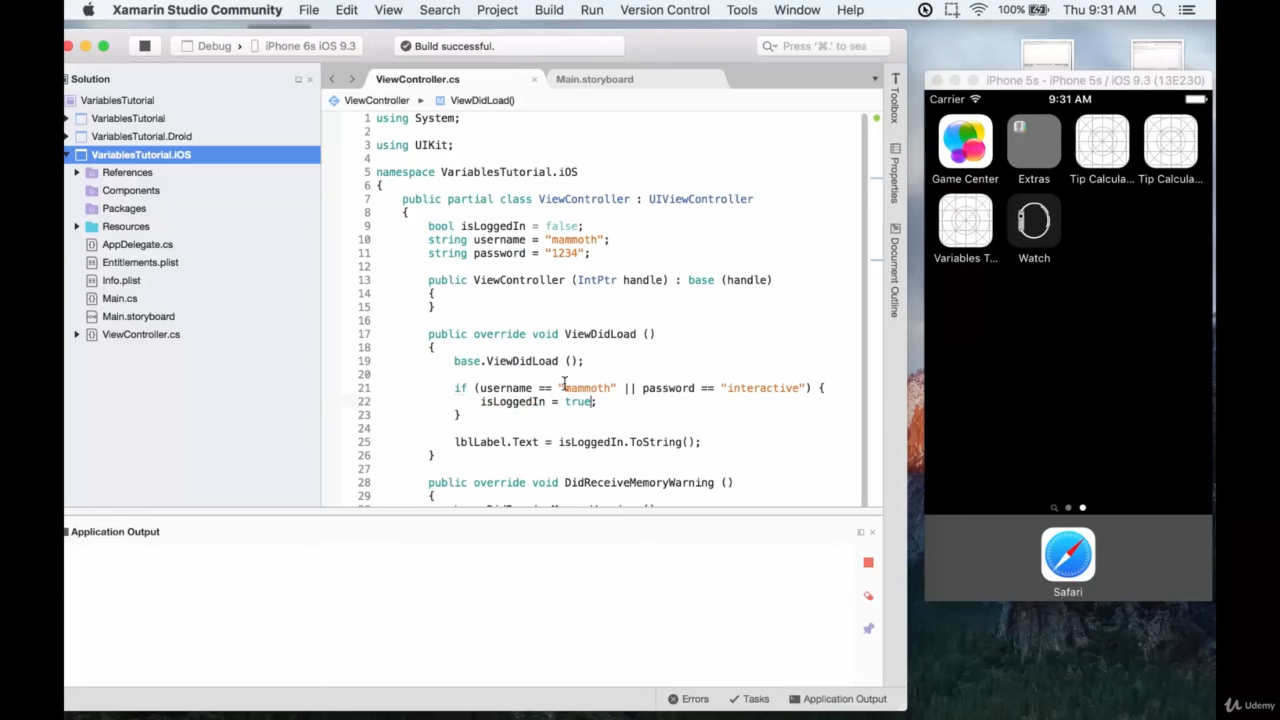 Xamarin Studio Community File Edit View Search Project Build Run Version Control Tools Window Help 100% Thu 9:31 AM
Debug iPhone 6s iOS 9.3 Build successful. Press '⌘.' to sea
Solution
VariablesTutorial
VariablesTutorial
VariablesTutorial.Droid
VariablesTutorial.iOS
References
Components
Packages
Resources
AppDelegate.cs
Entitlements.plist
Info.plist
Main.cs
Main.storyboard
ViewController.cs
ViewController.cs Main.storyboard
ViewController ViewDidLoad()
1 using System;
2
3 using UIKit;
4
5 namespace VariablesTutorial.iOS
6 {
7 public partial class ViewController : UIViewController
8 {
9 bool isLoggedIn = false;
10 string username = "mammoth";
11 string password = "1234";
12
13 public ViewController (IntPtr handle) : base (handle)
14 {
15 }
16
17 public override void ViewDidLoad ()
18 {
19 base.ViewDidLoad ();
20
21 if (username == "mammoth" || password == "interactive") {
22 isLoggedIn = true;
23 }
24
25 lblLabel.Text = isLoggedIn.ToString();
26 }
27
28 public override void DidReceiveMemoryWarning ()
29 {
Toolbox
Properties
Document Outline
Application Output
Errors Tasks Application Output
iPhone 5s - iPhone 5s / iOS 9.3 (13E230)
Carrier 9:31 AM
Game Center Extras Tip Calcula... Tip Calcula...
Variables T... Watch
Safari
Udemy